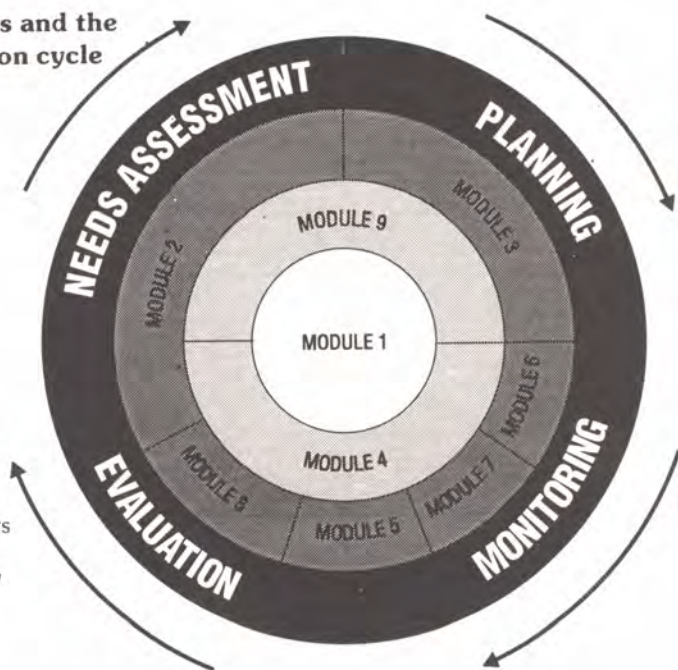 s and the
on cycle
NEEDS ASSESSMENT
PLANNING
MODULE 2
MODULE 9
MODULE 3
MODULE 1
MODULE 6
MODULE 4
MODULE 7
MODULE 8
MODULE 5
EVALUATION
MONITORING
s